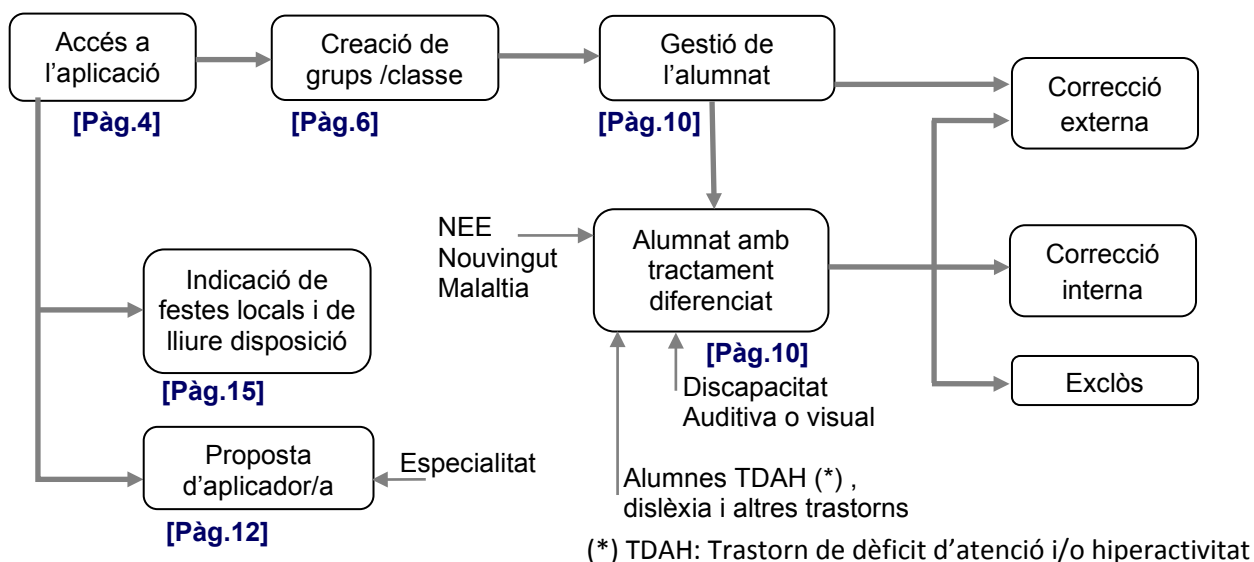 Accés a
l’aplicació
[Pàg.4]
Creació de
grups /classe
[Pàg.6]
Gestió de
l’alumnat
[Pàg.10]
Correcció
externa
NEE
Nouvingut
Malaltia
Alumnat amb
tractament
diferenciat
[Pàg.10]
Correcció
interna
Indicació de
festes locals i de
lliure disposició
[Pàg.15]
Discapacitat
Auditiva o visual
Exclòs
Proposta
d’aplicador/a
[Pàg.12]
Especialitat
Alumnes TDAH (*) ,
dislèxia i altres trastorns
(*) TDAH: Trastorn de dèficit d’atenció i/o hiperactivitat